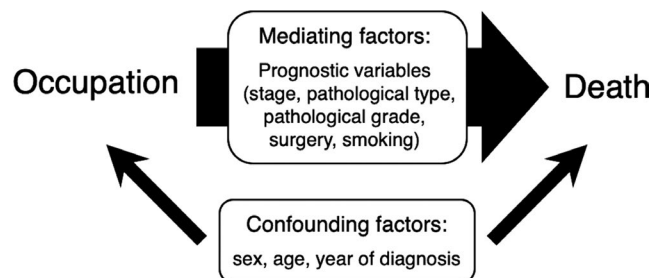 Occupation
Mediating factors:
Prognostic variables
(stage, pathological type,
pathological grade,
surgery, smoking)
Death
Confounding factors:
sex, age, year of diagnosis